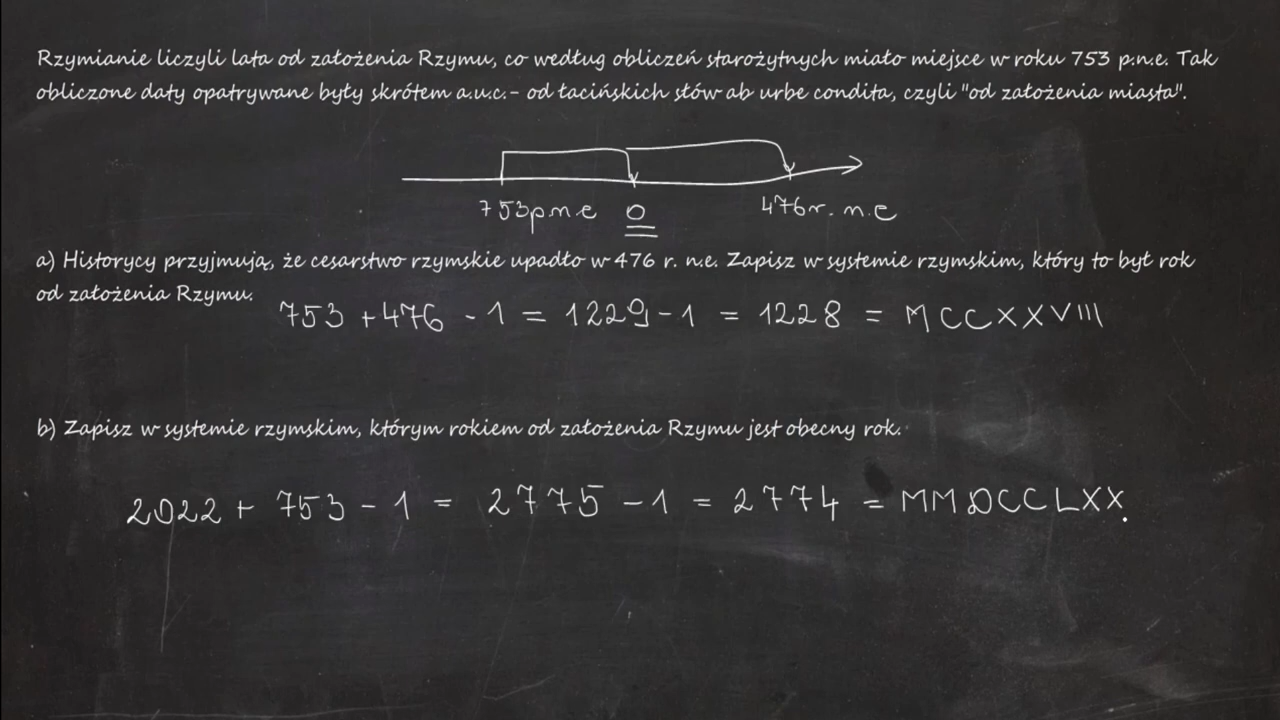 Rzymianie liczyli lata od założenia Rzymu, co według obliczeń starożytnych miało miejsce w roku 753 p.n.e. Tak
obliczone daty opatrywane były skrótem a.u.c. - od łacińskich słów ab urbe condita, czyli "od założenia miasta".
753 p.n.e 0 476 r. n.e
a) Historycy przyjmują, że cesarstwo rzymskie upadło w 476 r. n.e. Zapisz w systemie rzymskim, który to był rok
od założenia Rzymu.
753 + 476 - 1 = 1229 - 1 = 1228 = MCCXXVIII
b) Zapisz w systemie rzymskim, którym rokiem od założenia Rzymu jest obecny rok.
2022 + 753 - 1 = 2775 - 1 = 2774 = MMDCCLXX